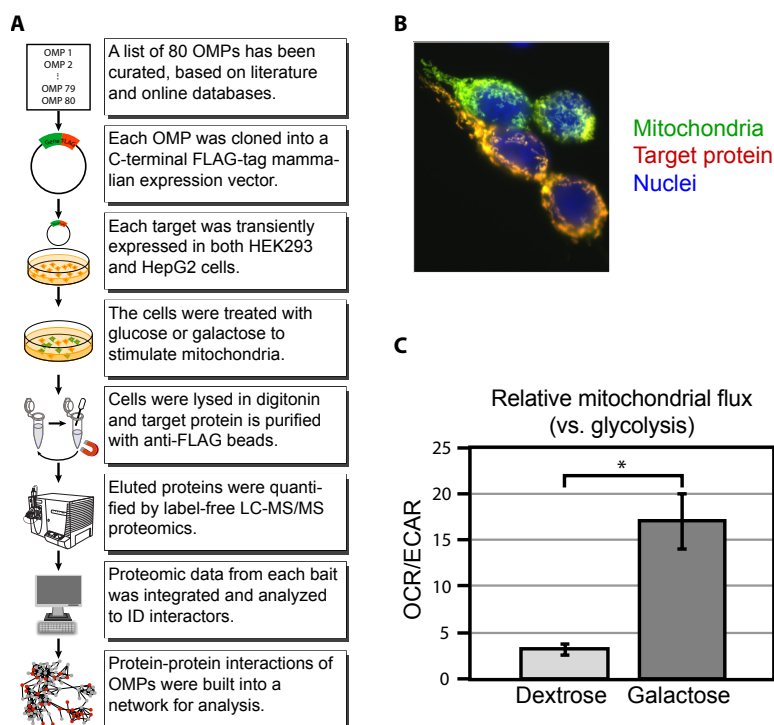 A
OMP 1
OMP 2
⋮
OMP 79
OMP 80
A list of 80 OMPs has been
curated, based on literature
and online databases.
Gene FLAG
Each OMP was cloned into a
C-terminal FLAG-tag mamma-
lian expression vector.
Each target was transiently
expressed in both HEK293
and HepG2 cells.
The cells were treated with
glucose or galactose to
stimulate mitochondria.
Cells were lysed in digitonin
and target protein is purified
with anti-FLAG beads.
Eluted proteins were quanti-
fied by label-free LC-MS/MS
proteomics.
Proteomic data from each bait
was integrated and analyzed
to ID interactors.
Protein-protein interactions of
OMPs were built into a
network for analysis.
B
Mitochondria
Target protein
Nuclei
C
Relative mitochondrial flux
(vs. glycolysis)
OCR/ECAR
25
20
15
10
5
0
*
Dextrose Galactose